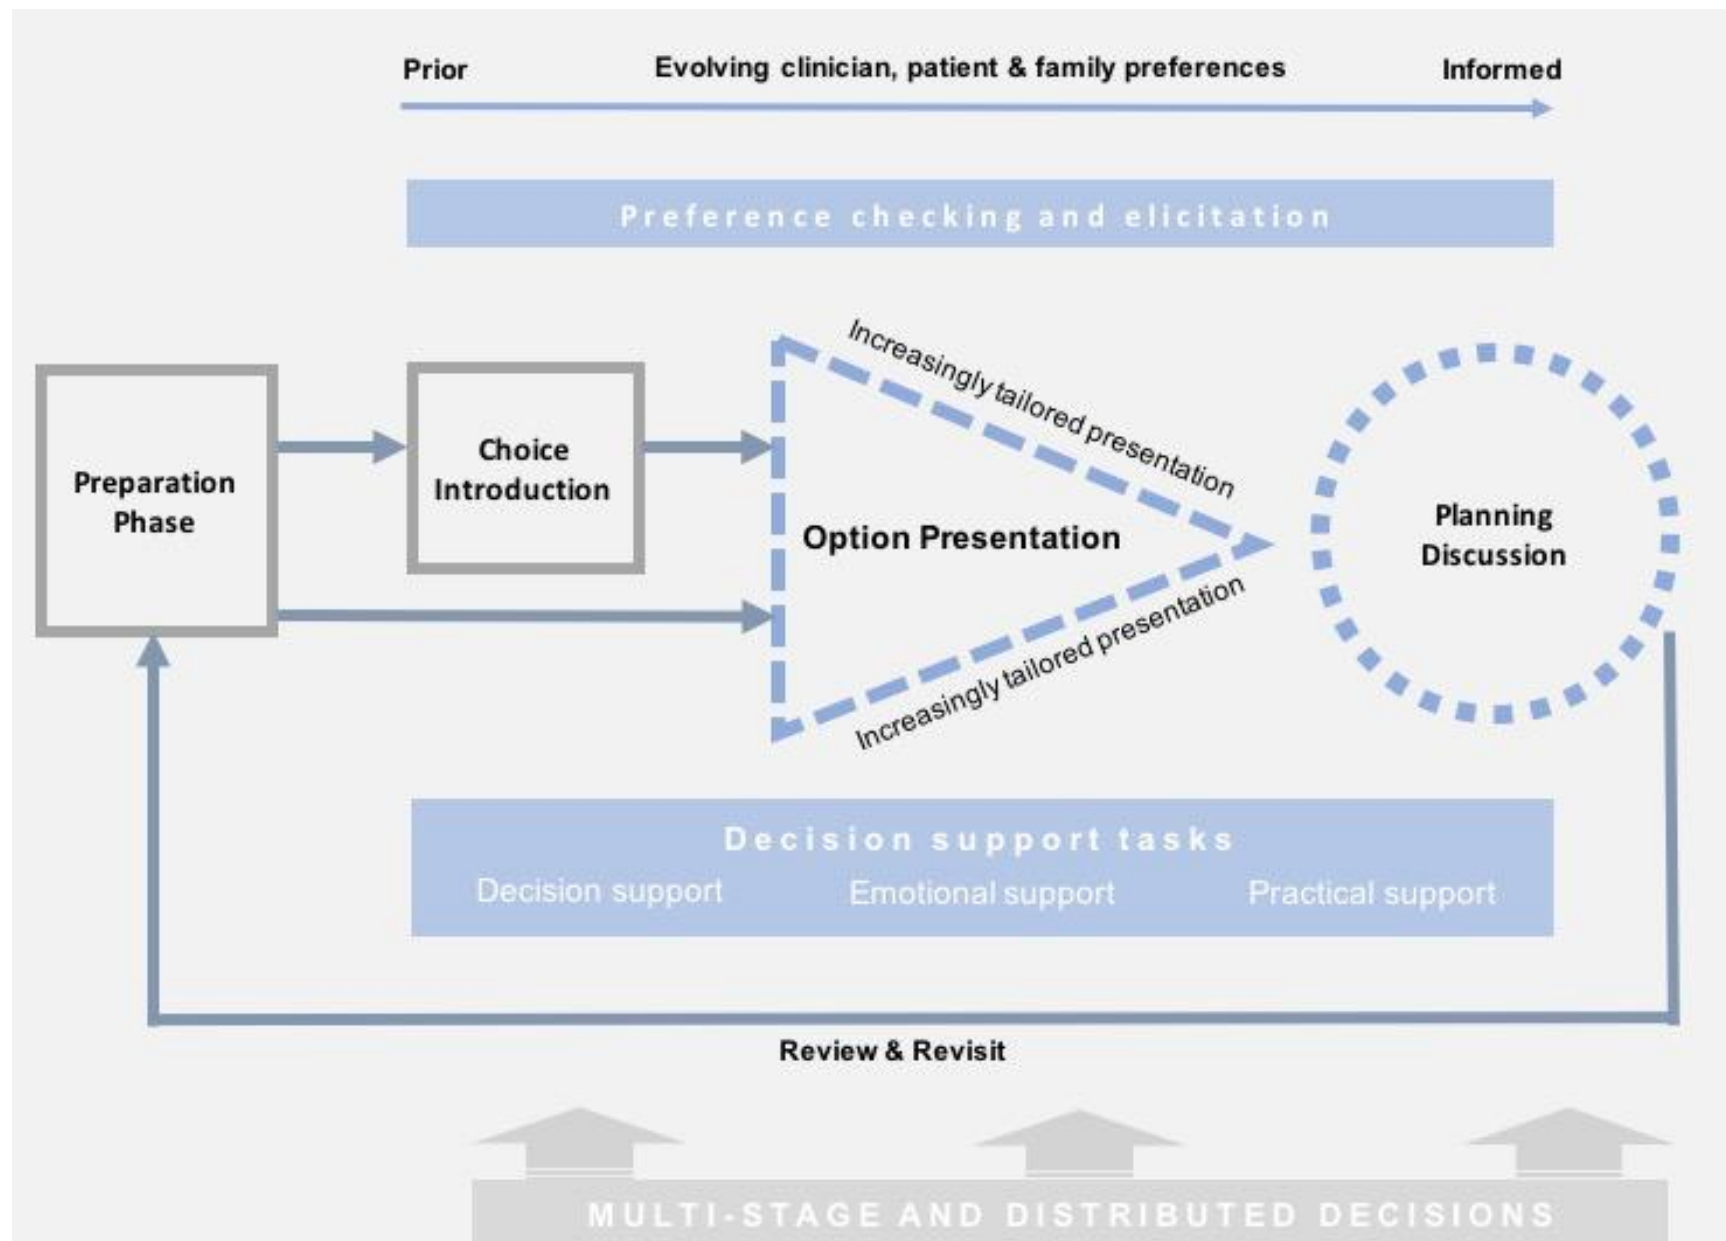 Prior
Evolving clinician, patient & family preferences
Informed
Preference checking and elicitation
Preparation
Phase
Choice
Introduction
Increasingly tailored presentation
Option Presentation
Increasingly tailored presentation
Planning
Discussion
Decision support tasks
Decision support
Emotional support
Practical support
Review & Revisit
MULTI-STAGE AND DISTRIBUTED DECISIONS